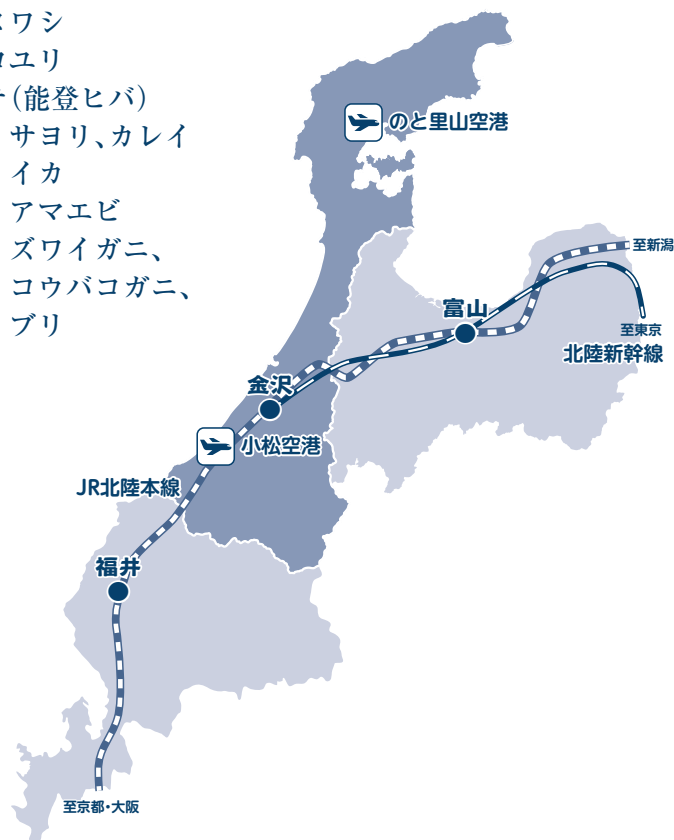 ワシ
ユリ
(能登ヒバ)
サヨリ、カレイ
イカ
アマエビ
ズワイガニ、
コウバコガニ、
ブリ
のと里山空港
至新潟
富山
至東京
北陸新幹線
金沢
小松空港
JR北陸本線
福井
至京都・大阪